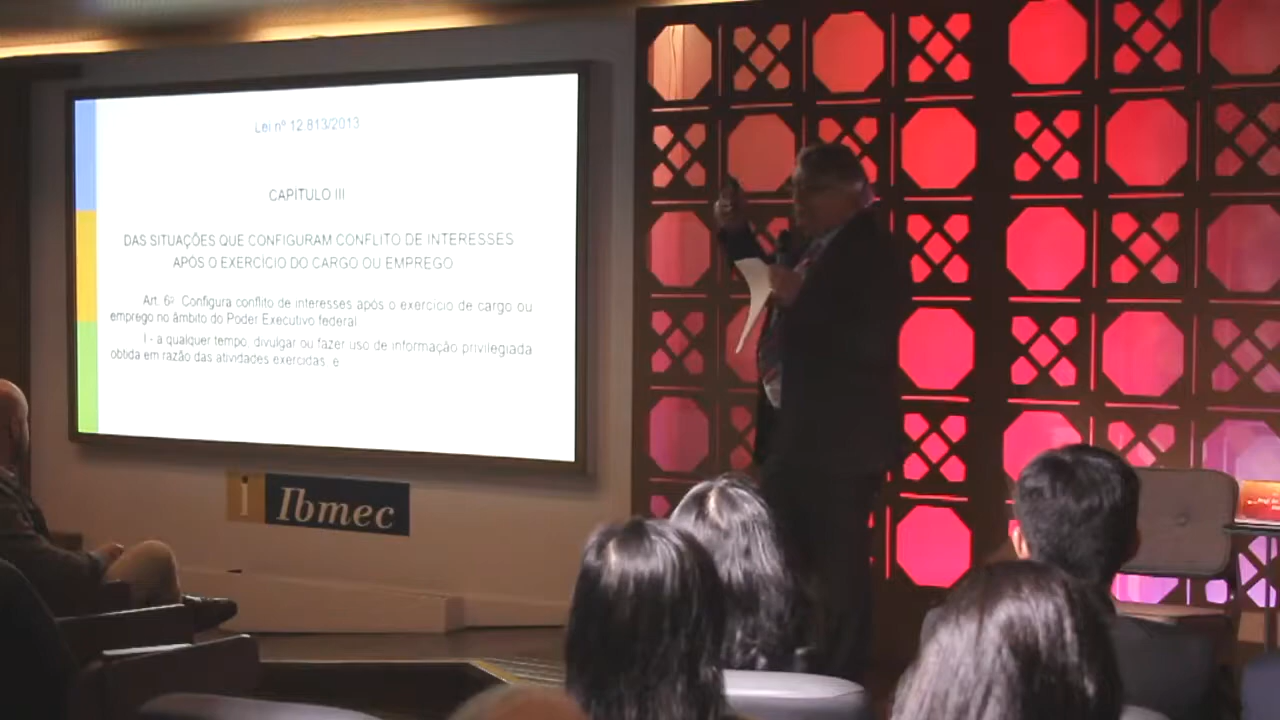 Lei nº 12.813/2013
CAPITULO III
DAS SITUAÇÕES QUE CONFIGURAM CONFLITO DE INTERESSES
APÓS O EXERCÍCIO DO CARGO OU EMPREGO
Art. 6º Configura conflito de interesses após o exercício de cargo ou
emprego no âmbito do Poder Executivo federal
I - a qualquer tempo, divulgar ou fazer uso de informação privilegiada
obtida em razão das atividades exercidas; e
i Ibmec